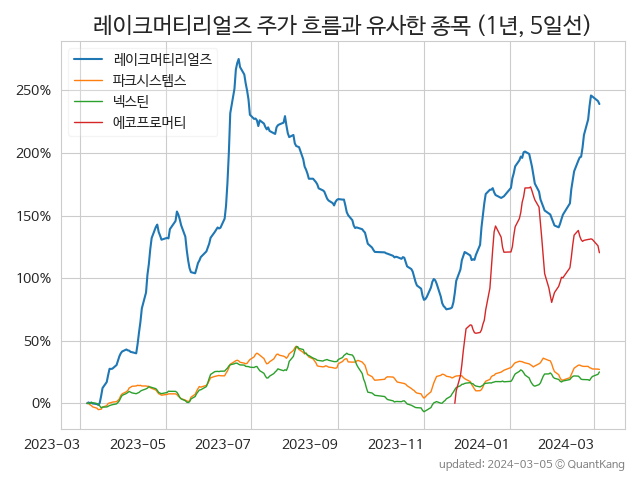 레이크머티리얼즈 주가 흐름과 유사한 종목 (1년, 5일선)
레이크머티리얼즈
파크시스템스
넥스틴
에코프로머티
250%
200%
150%
100%
50%
0%
2023-03 2023-05 2023-07 2023-09 2023-11 2024-01 2024-03
updated: 2024-03-05 © QuantKang